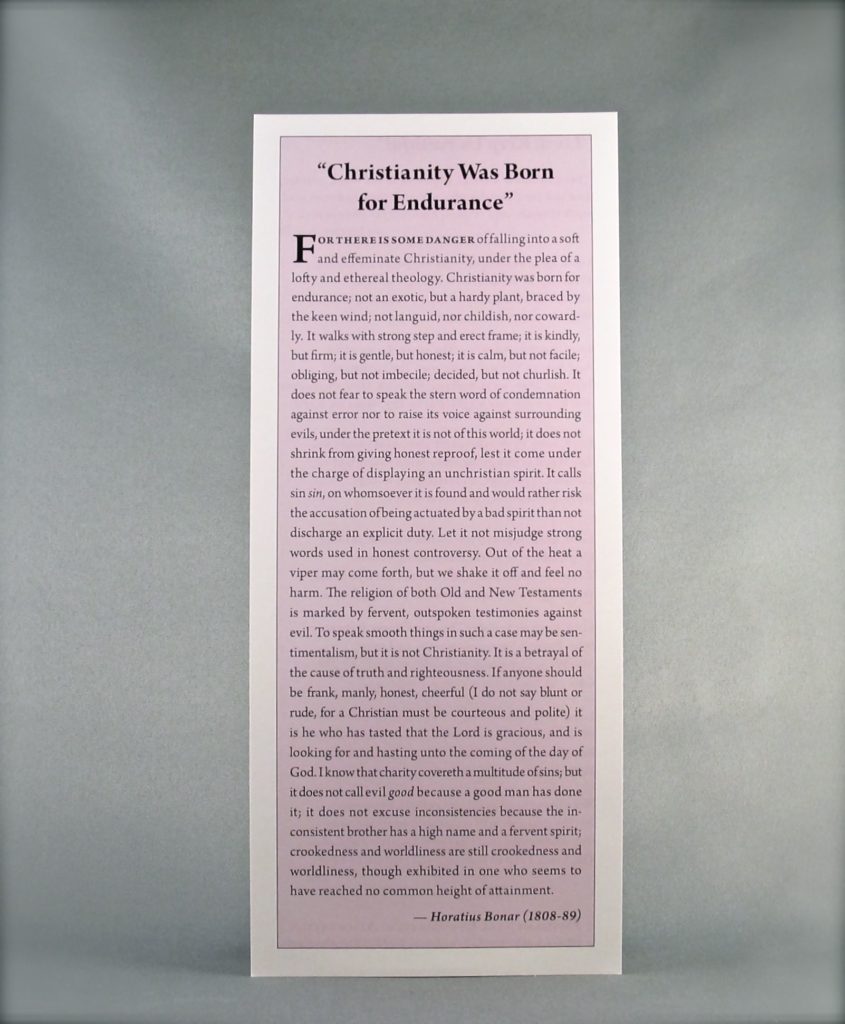 “Christianity Was Born
for Endurance”
FOR THERE IS SOME DANGER of falling into a soft
and effeminate Christianity, under the plea of a
lofty and ethereal theology. Christianity was born for
endurance; not an exotic, but a hardy plant, braced by
the keen wind; not languid, nor childish, nor coward-
ly. It walks with strong step and erect frame; it is kindly,
but firm; it is gentle, but honest; it is calm, but not facile;
obliging, but not imbecile; decided, but not churlish. It
does not fear to speak the stern word of condemnation
against error nor to raise its voice against surrounding
evils, under the pretext it is not of this world; it does not
shrink from giving honest reproof, lest it come under
the charge of displaying an unchristian spirit. It calls
sin sin, on whomsoever it is found and would rather risk
the accusation of being actuated by a bad spirit than not
discharge an explicit duty. Let it not misjudge strong
words used in honest controversy. Out of the heat a
viper may come forth, but we shake it off and feel no
harm. The religion of both Old and New Testaments
is marked by fervent, outspoken testimonies against
evil. To speak smooth things in such a case may be sen-
timentalism, but it is not Christianity. It is a betrayal of
the cause of truth and righteousness. If anyone should
be frank, manly, honest, cheerful (I do not say blunt or
rude, for a Christian must be courteous and polite) it
is he who has tasted that the Lord is gracious, and is
looking for and hasting unto the coming of the day of
God. I know that charity covereth a multitude of sins; but
it does not call evil good because a good man has done
it; it does not excuse inconsistencies because the in-
consistent brother has a high name and a fervent spirit;
crookedness and worldliness are still crookedness and
worldliness, though exhibited in one who seems to
have reached no common height of attainment.
— Horatius Bonar (1808-89)